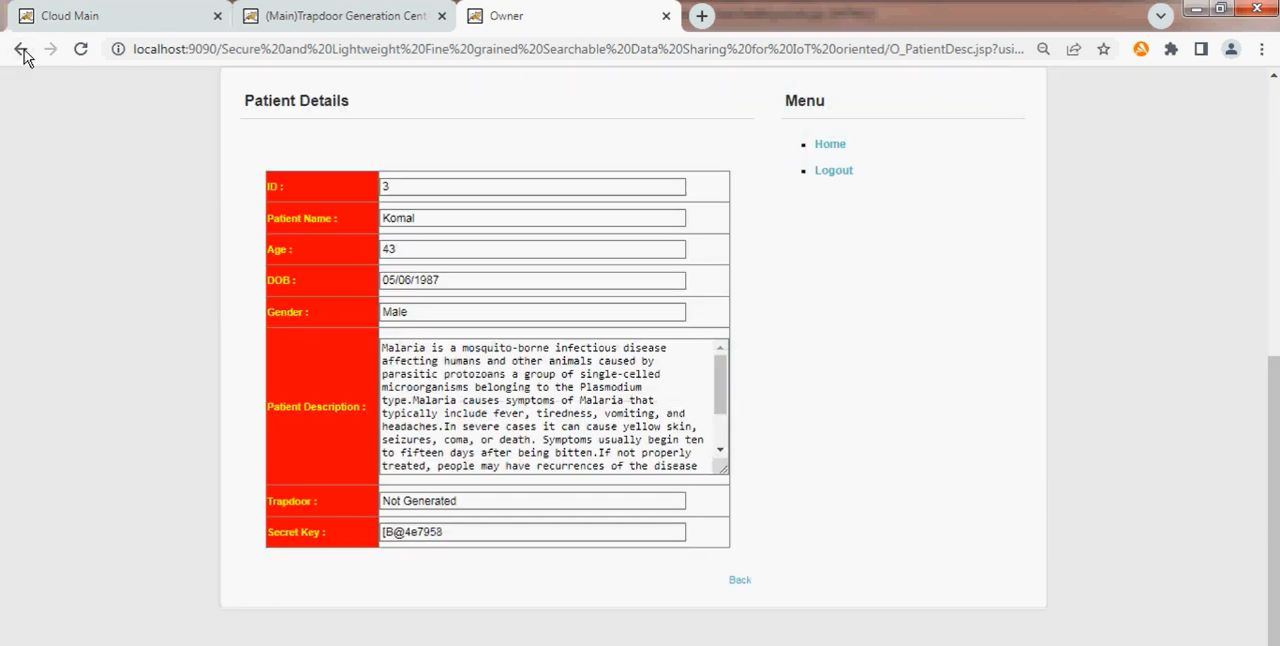 Cloud Main
(Main)Trapdoor Generation Cent
Owner
localhost:9090/Secure%20and%20Lightweight%20Fine%20grained%20Searchable%20Data%20Sharing%20for%20IoT%20oriented/O_PatientDesc.jsp?usi...
Patient Details
Menu
Home
Logout
ID : 3
Patient Name : Komal
Age : 43
DOB : 05/06/1987
Gender : Male
Patient Description :
Malaria is a mosquito-borne infectious disease
affecting humans and other animals caused by
parasitic protozoans a group of single-celled
microorganisms belonging to the Plasmodium
type.Malaria causes symptoms of Malaria that
typically include fever, tiredness, vomiting, and
headaches.In severe cases it can cause yellow skin,
seizures, coma, or death. Symptoms usually begin ten
to fifteen days after being bitten.If not properly
treated, people may have recurrences of the disease
Trapdoor : Not Generated
Secret Key : [B@4e7958
Back